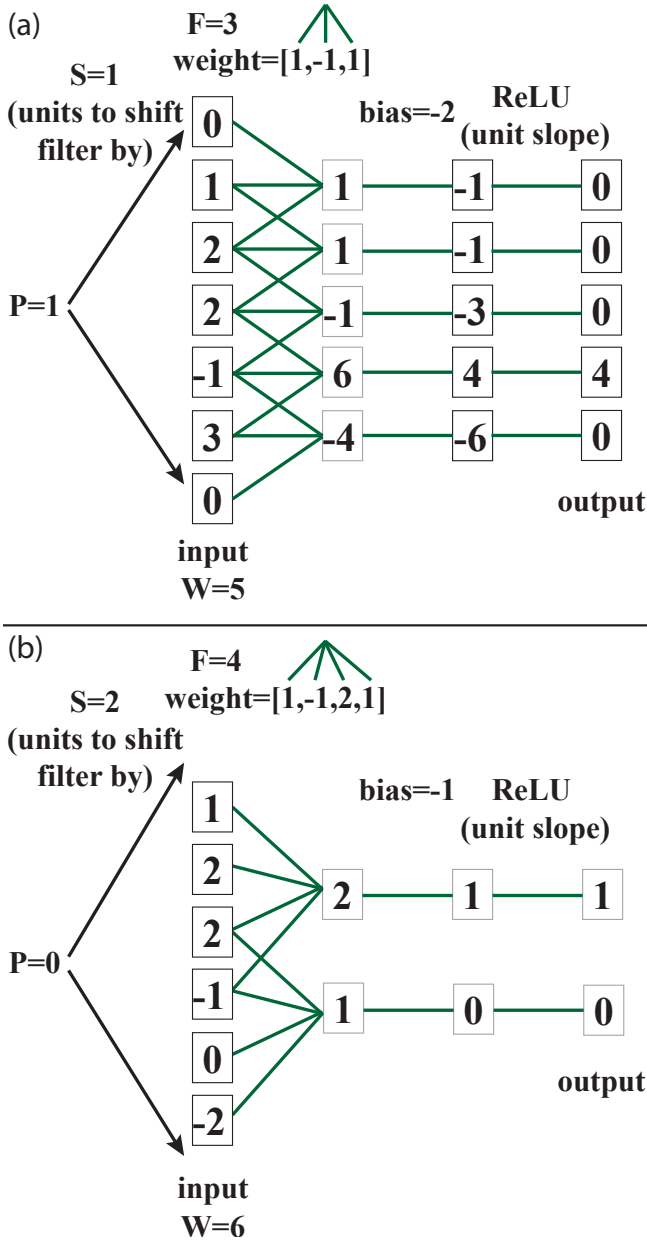 (a)
F=3
weight=[1,-1,1]
S=1
(units to shift
filter by)
bias=-2
ReLU
(unit slope)
P=1
0
1
2
2
-1
3
0
1
1
-1
6
-4
-1
-1
-3
4
-6
0
0
0
4
0
output
input
W=5
(b)
F=4
weight=[1,-1,2,1]
S=2
(units to shift
filter by)
bias=-1
ReLU
(unit slope)
P=0
1
2
2
-1
0
-2
2
1
1
1
0
0
output
input
W=6